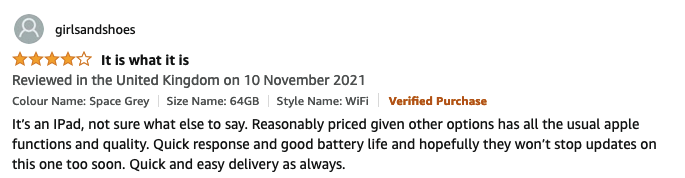 girlsandshoes
It is what it is
Reviewed in the United Kingdom on 10 November 2021
Colour Name: Space Grey | Size Name: 64GB | Style Name: WiFi | Verified Purchase
It's an IPad, not sure what else to say. Reasonably priced given other options has all the usual apple
functions and quality. Quick response and good battery life and hopefully they won't stop updates on
this one too soon. Quick and easy delivery as always.